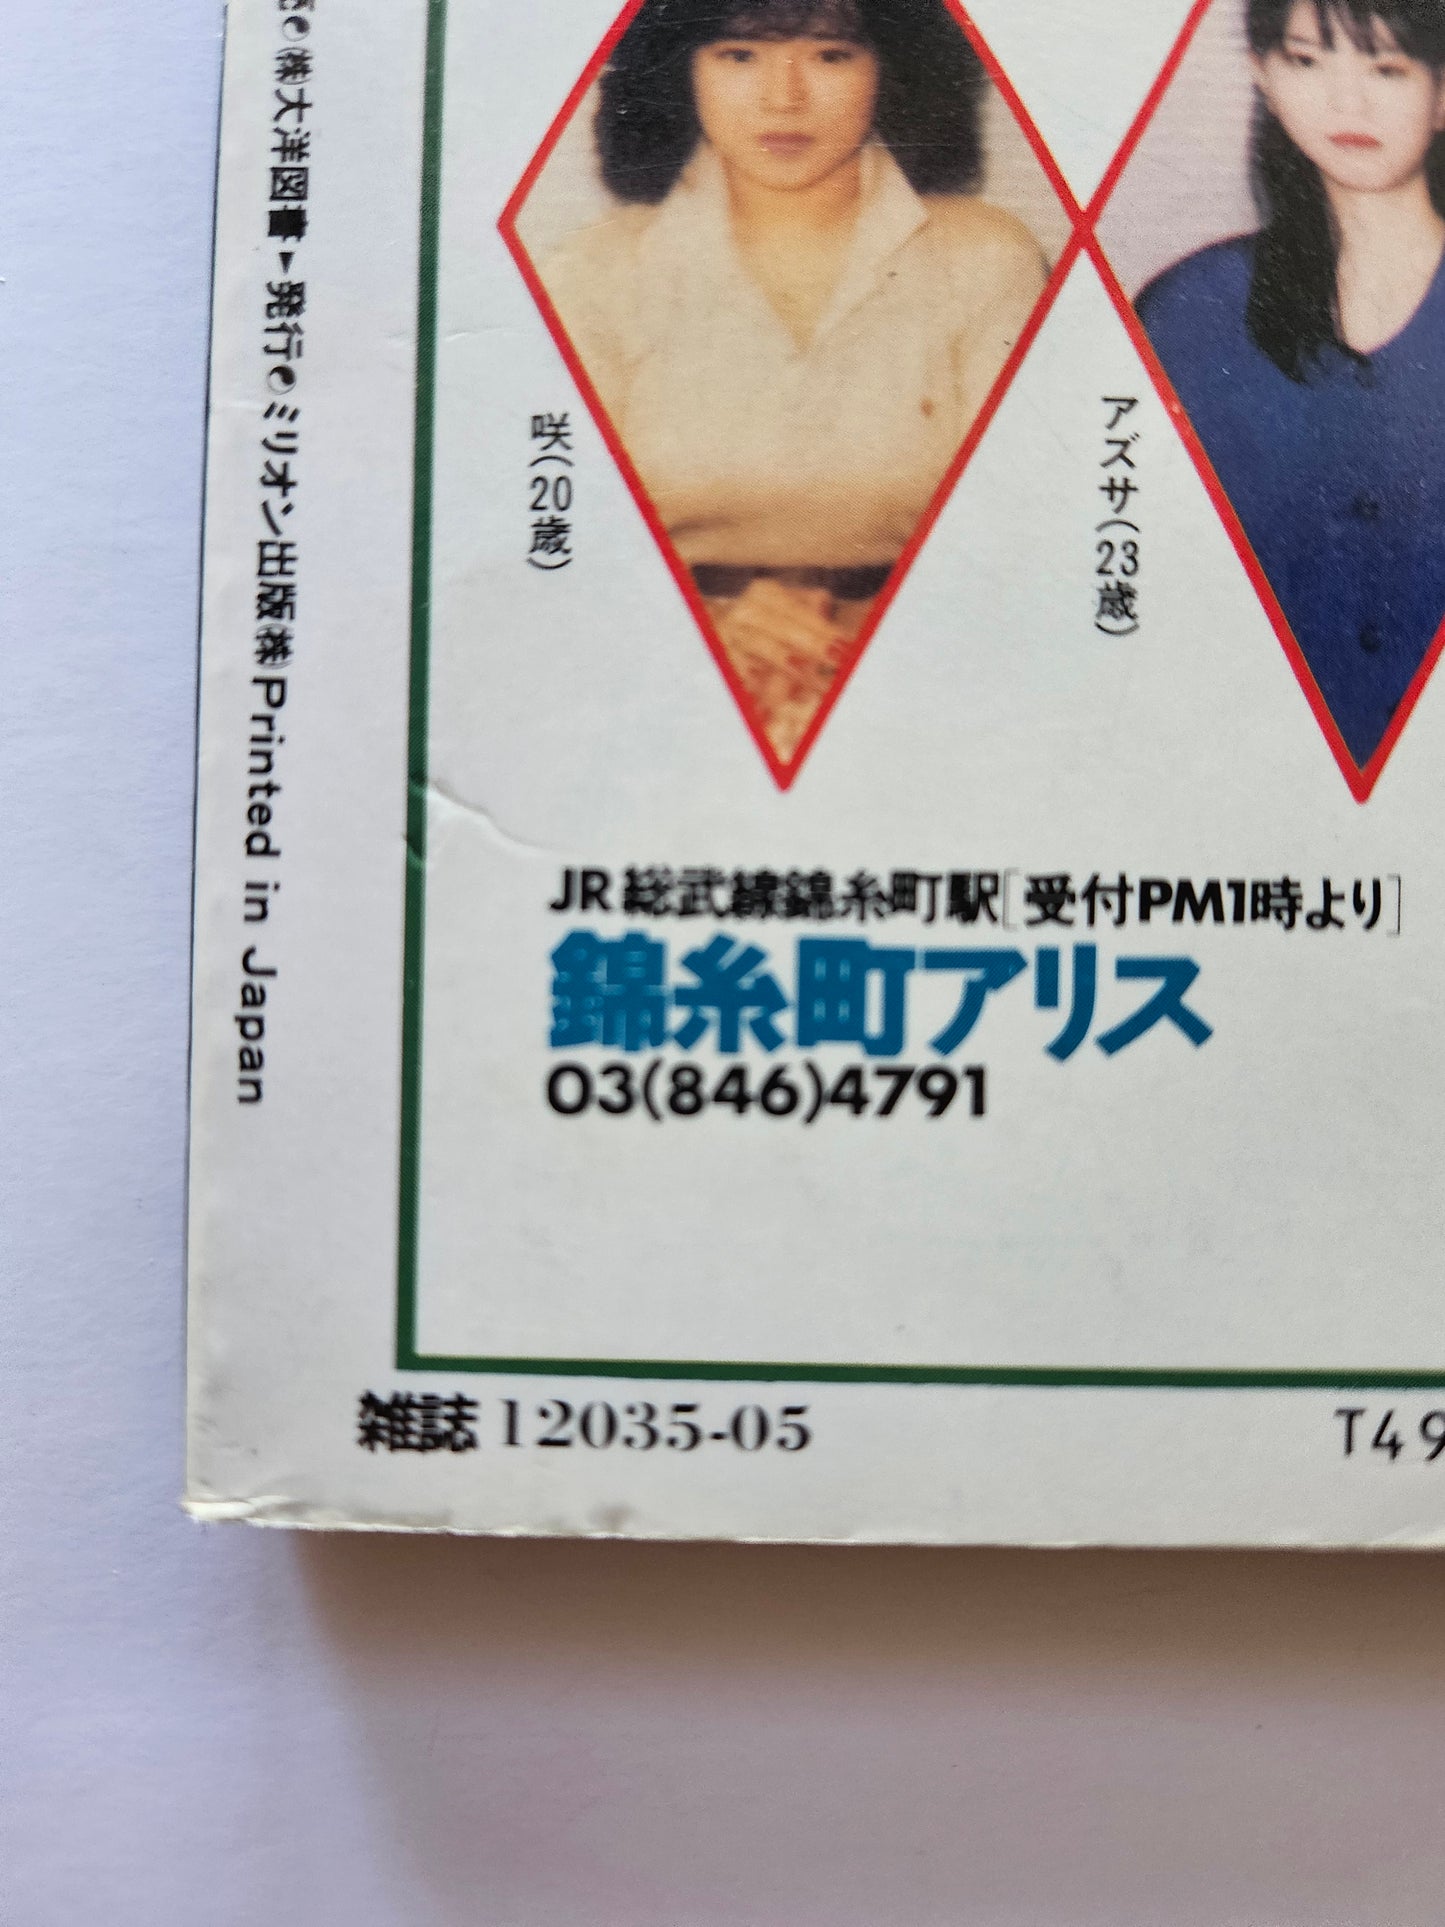 ㈱大洋図書►発行●ミリオン出版㈱Printed in Japan
咲(20歳)
アズサ(23歳)
JR総武線錦糸町駅[受付PM1時より]
錦糸町アリス
03(846)4791
雑誌 12035-05
T49